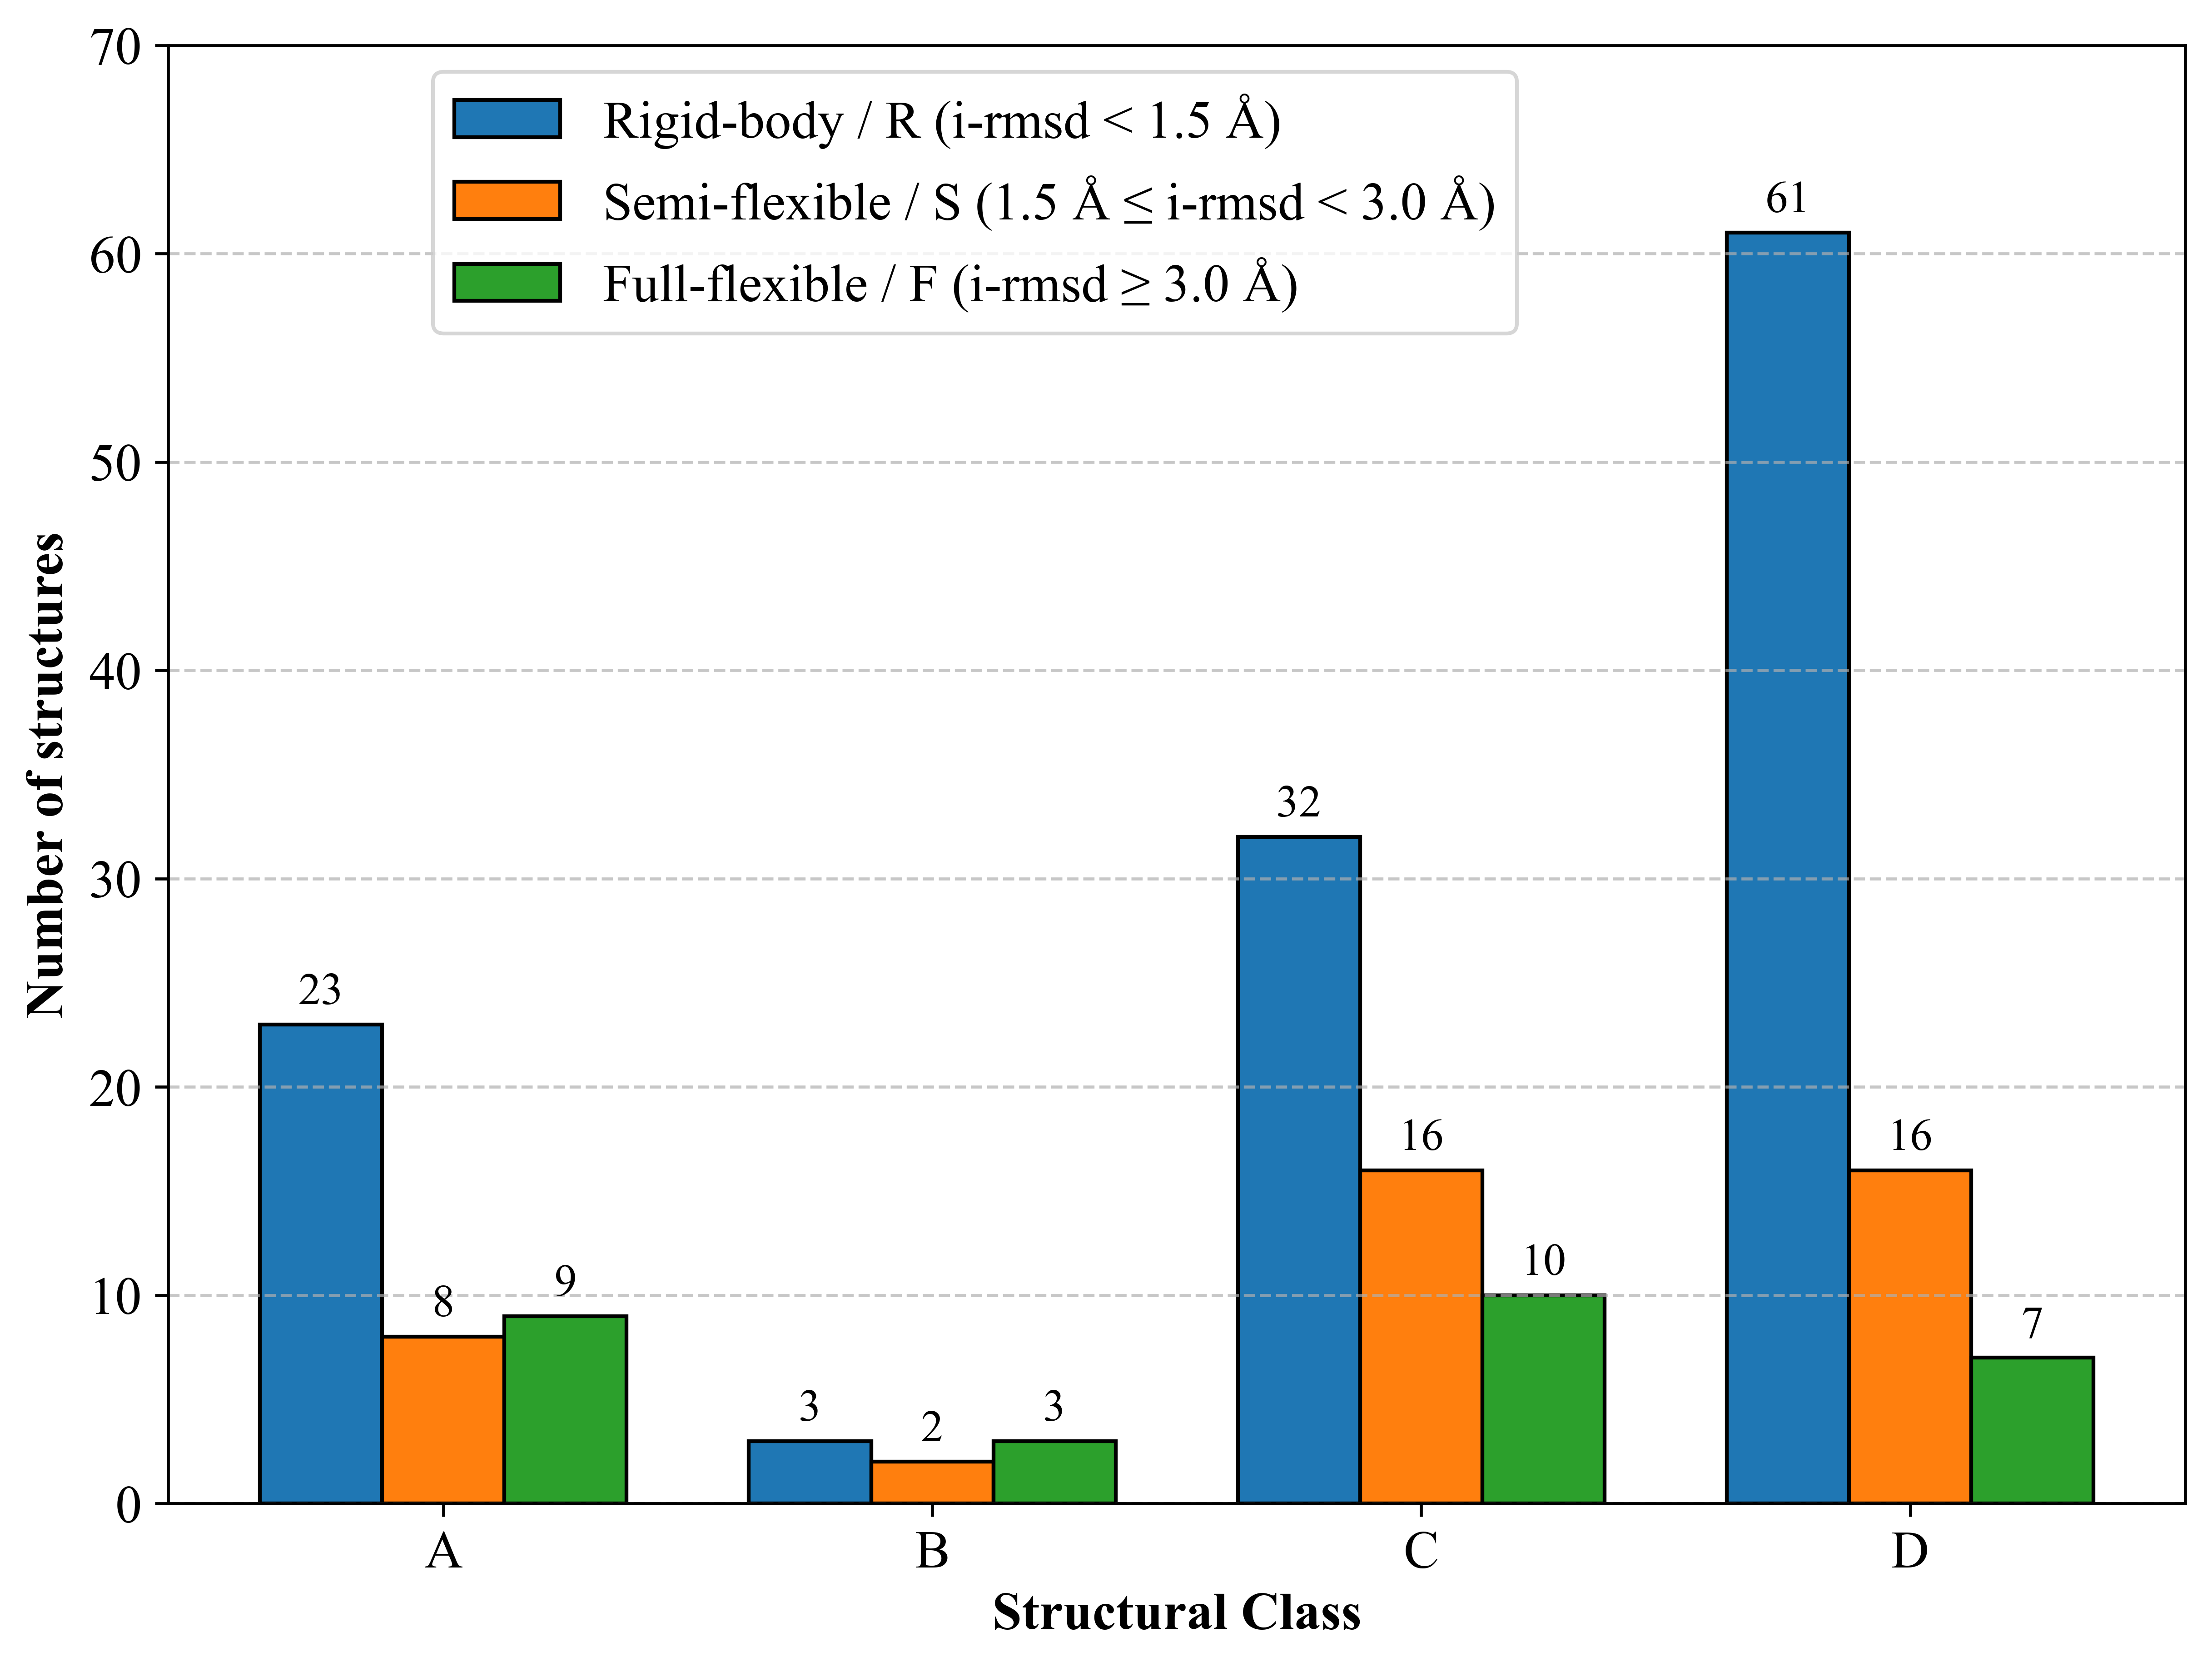 70
60
50
40
30
20
10
0
Number of structures
Rigid-body / R (i-rmsd < 1.5 Å)
Semi-flexible / S (1.5 Å ≤ i-rmsd < 3.0 Å)
Full-flexible / F (i-rmsd ≥ 3.0 Å)
23
8
9
3
2
3
32
16
10
61
16
7
A
B
C
D
Structural Class